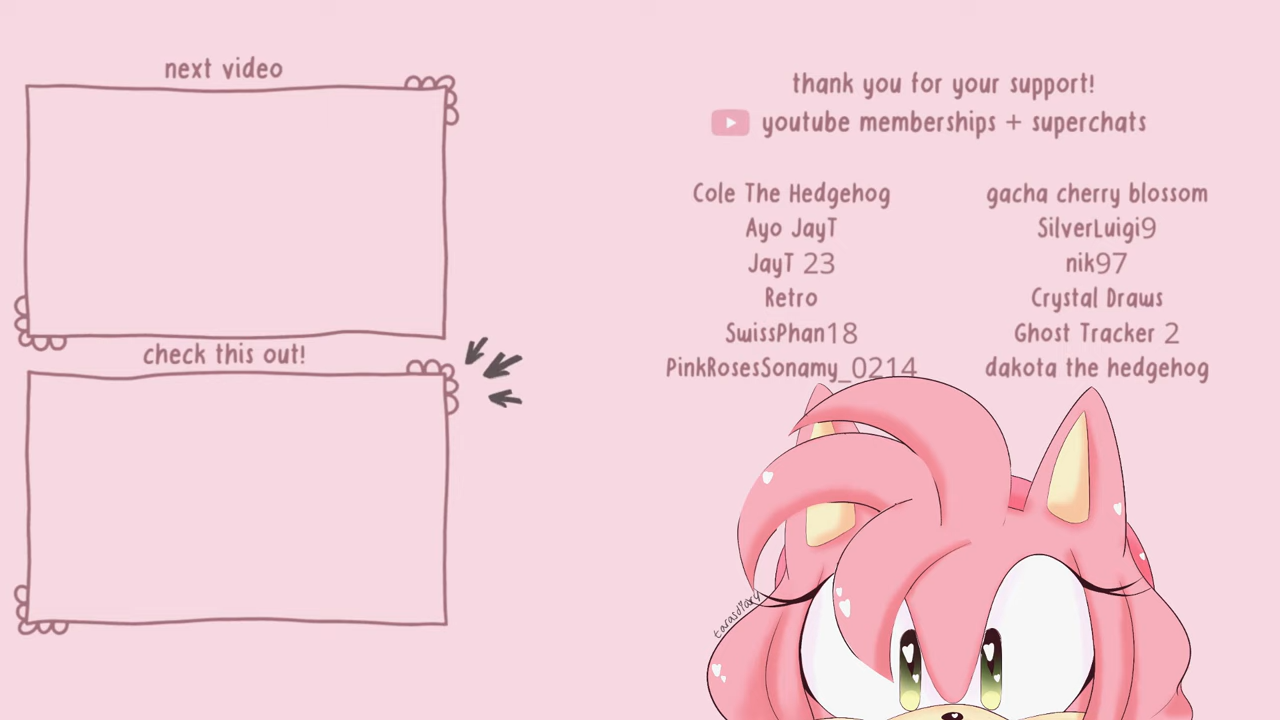 next video
check this out!
thank you for your support!
youtube memberships + superchats
Cole The Hedgehog
Ayo JayT
JayT 23
Retro
SwissPhan18
PinkRosesSonamy_0214
gacha cherry blossom
SilverLuigi9
nik97
Crystal Draws
Ghost Tracker 2
dakota the hedgehog
tarasdiary